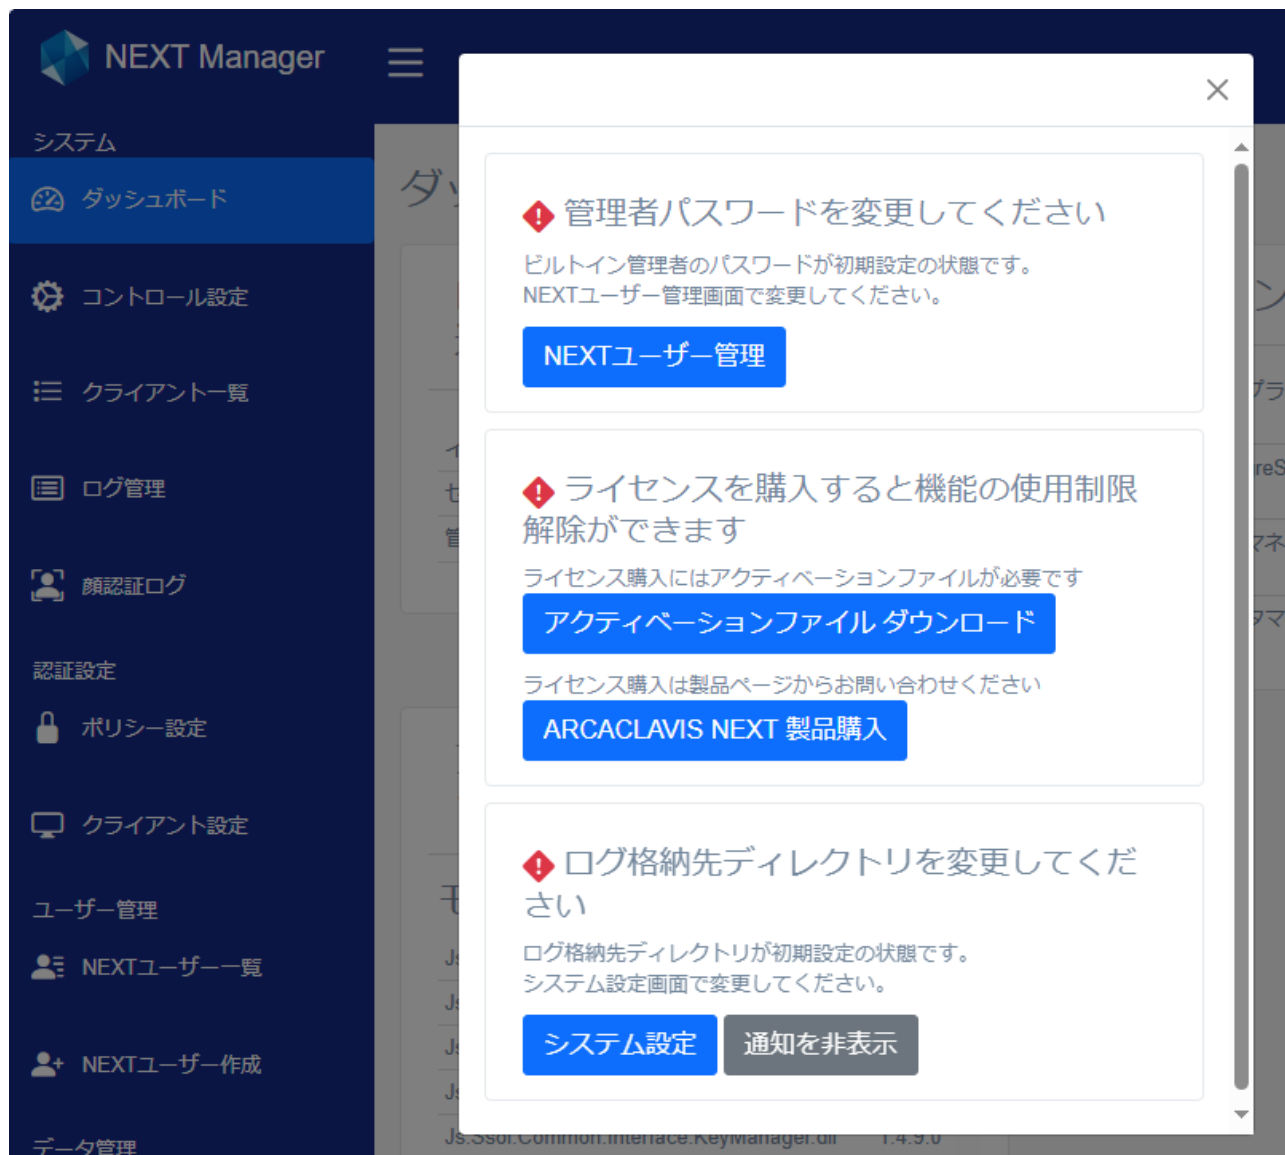 NEXT Manager
システム
ダッシュボード
コントロール設定
クライアント一覧
ログ管理
顔認証ログ
認証設定
ポリシー設定
クライアント設定
ユーザー管理
NEXTユーザー一覧
NEXTユーザー作成
データ管理
管理者パスワードを変更してください
ビルトイン管理者のパスワードが初期設定の状態です。
NEXTユーザー管理画面で変更してください。
NEXTユーザー管理
ライセンスを購入すると機能の使用制限
解除ができます
ライセンス購入にはアクティベーションファイルが必要です
アクティベーションファイル ダウンロード
ライセンス購入は製品ページからお問い合わせください
ARCACLAVIS NEXT 製品購入
ログ格納先ディレクトリを変更してくだ
さい
ログ格納先ディレクトリが初期設定の状態です。
システム設定画面で変更してください。
システム設定
通知を非表示
Js.Ssol.Common.Interface.KeyManager.dll 1.4.9.0